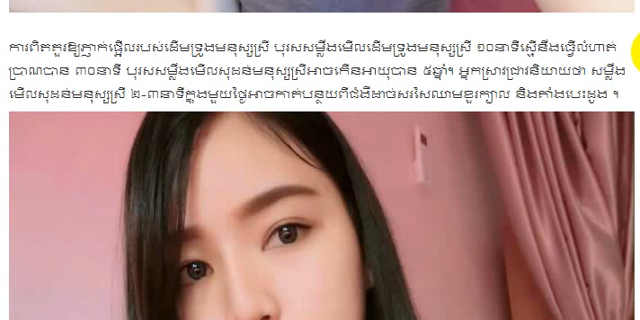 ការពិតគួរឱ្យភ្ញាក់ផ្អើលរបស់ដើមទ្រូងមនុស្សស្រី បុរសសម្លឹងមើលដើមទ្រូងមនុស្សស្រី ១០នាទីស្មើនឹងធ្វើលំហាត់
ប្រាណបាន ៣០នាទី បុរសសម្លឹងមើលសុដន់មនុស្សស្រីអាចកើនអាយុបាន ៥ឆ្នាំ។ អ្នកស្រាវជ្រាវនិយាយថា សម្លឹង
មើលសុដន់មនុស្សស្រី ២-៣នាទីក្នុងមួយថ្ងៃអាចកាត់បន្ថយពីជំងឺដាច់សរសៃឈាមខួរក្បាល និងគាំងបេះដូង ។